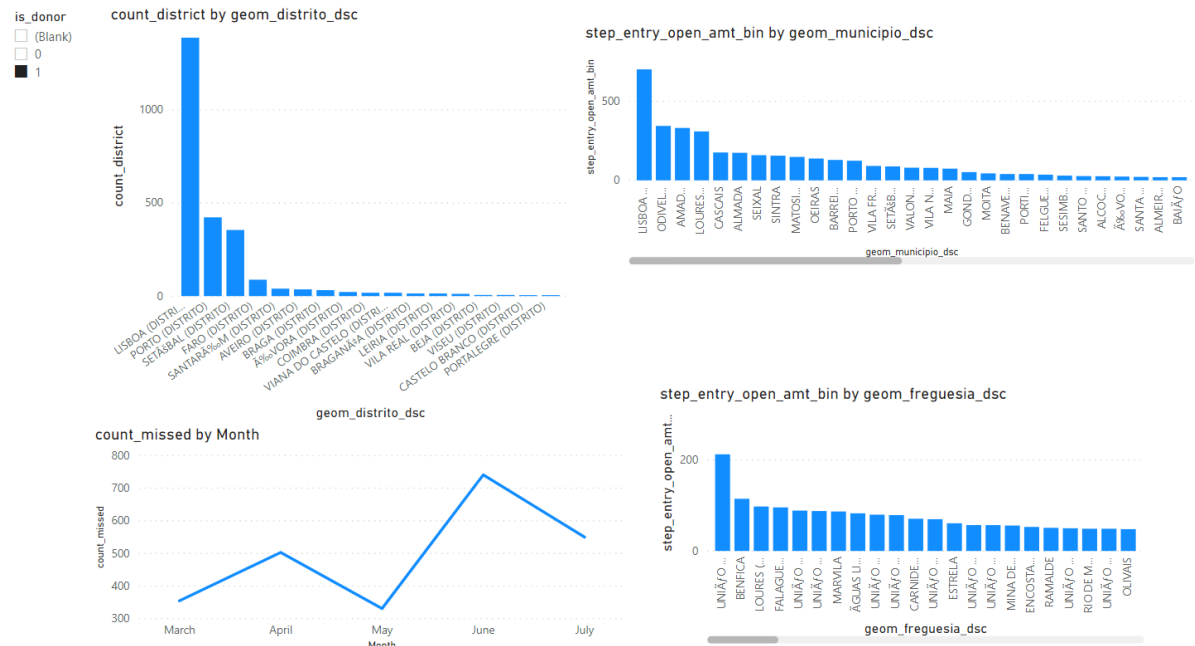 is_donor
(Blank)
0
1
count_district by geom_distrito_dsc
count_district
1000
500
0
LISBOA (DISTRI...
PORTO (DISTRITO)
SETÃšBAL (DISTRITO)
FARO (DISTRITO)
SANTARÃ‰M (DISTRITO)
AVEIRO (DISTRITO)
BRAGA (DISTRITO)
Ã‰VORA (DISTRITO)
COIMBRA (DISTRITO)
VIANA DO CASTELO (DISTRI...
BRAGANÃ‡A (DISTRITO)
LEIRIA (DISTRITO)
VILA REAL (DISTRITO)
BEJA (DISTRITO)
VISEU (DISTRITO)
CASTELO BRANCO (DISTRITO)
PORTALEGRE (DISTRITO)
geom_distrito_dsc
step_entry_open_amt_bin by geom_municipio_dsc
step_entry_open_amt_bin
500
0
LISBOA ...
ODIVEL...
AMAD...
LOURES...
CASCAIS
ALMADA
SEIXAL
SINTRA
MATOSI...
OEIRAS
BARREI...
PORTO ...
VILA FR...
SETÃšB...
VALON...
VILA N...
MAIA
GOND...
MOITA
BENAVE...
PORTI...
FELGUE...
SESIMB...
SANTO ...
ALCOC...
Ã‰VO...
SANTA ...
ALMEIR...
BAIÃƒO
geom_municipio_dsc
count_missed by Month
count_missed
800
700
600
500
400
300
March
April
May
June
July
Month
step_entry_open_amt_bin by geom_freguesia_dsc
step_entry_open_amt...
200
0
UNIÃƒO ...
BENFICA
LOURES (...
FALAGUE...
UNIÃƒO ...
UNIÃƒO ...
MARVILA
ÃGUAS LI...
UNIÃƒO ...
UNIÃƒO ...
CARNIDE...
UNIÃƒO ...
ESTRELA
UNIÃƒO ...
UNIÃƒO ...
MINA DE...
ENCOSTA...
RAMALDE
UNIÃƒO ...
RIO DE M...
UNIÃƒO ...
OLIVAIS
geom_freguesia_dsc